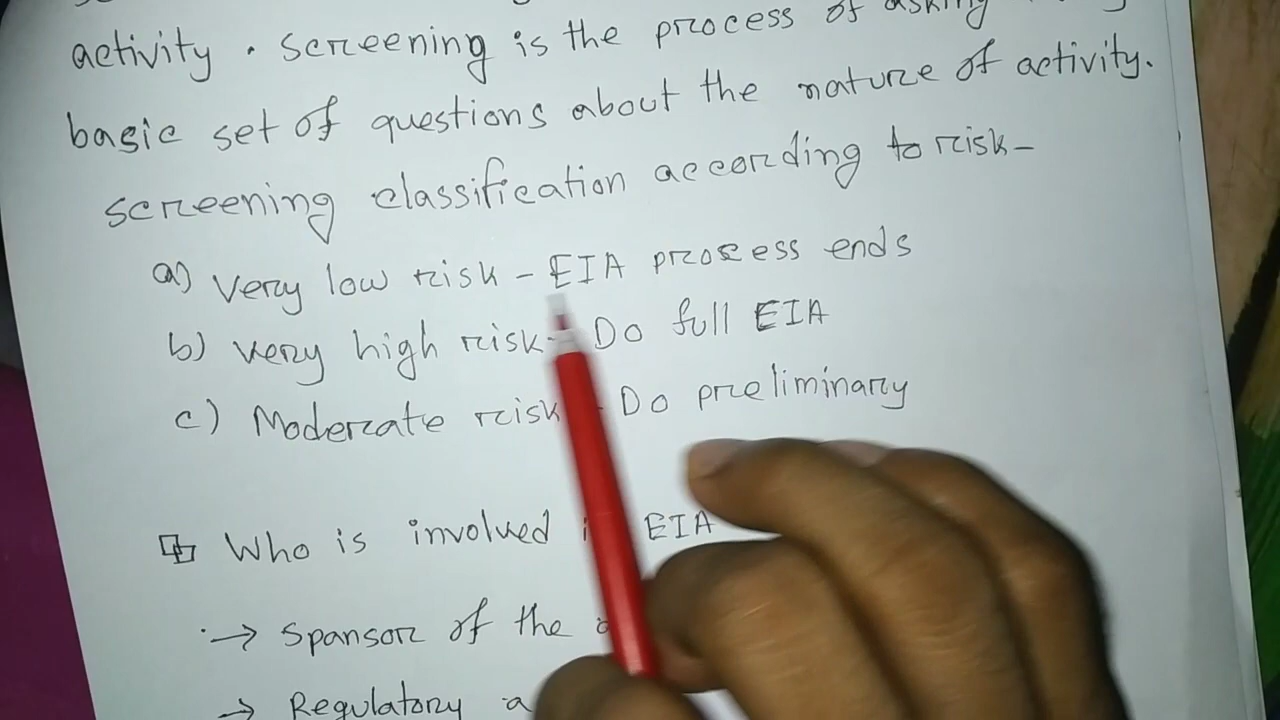 activity. screening is the process of asking
basic set of questions about the nature of activity.
screening classification according to risk-
a) very low risk - EIA process ends
b) very high risk- Do full EIA
c) Moderate risk - Do preliminary
Who is involved i EIA
→ Spansor of the
→ Regulatory a